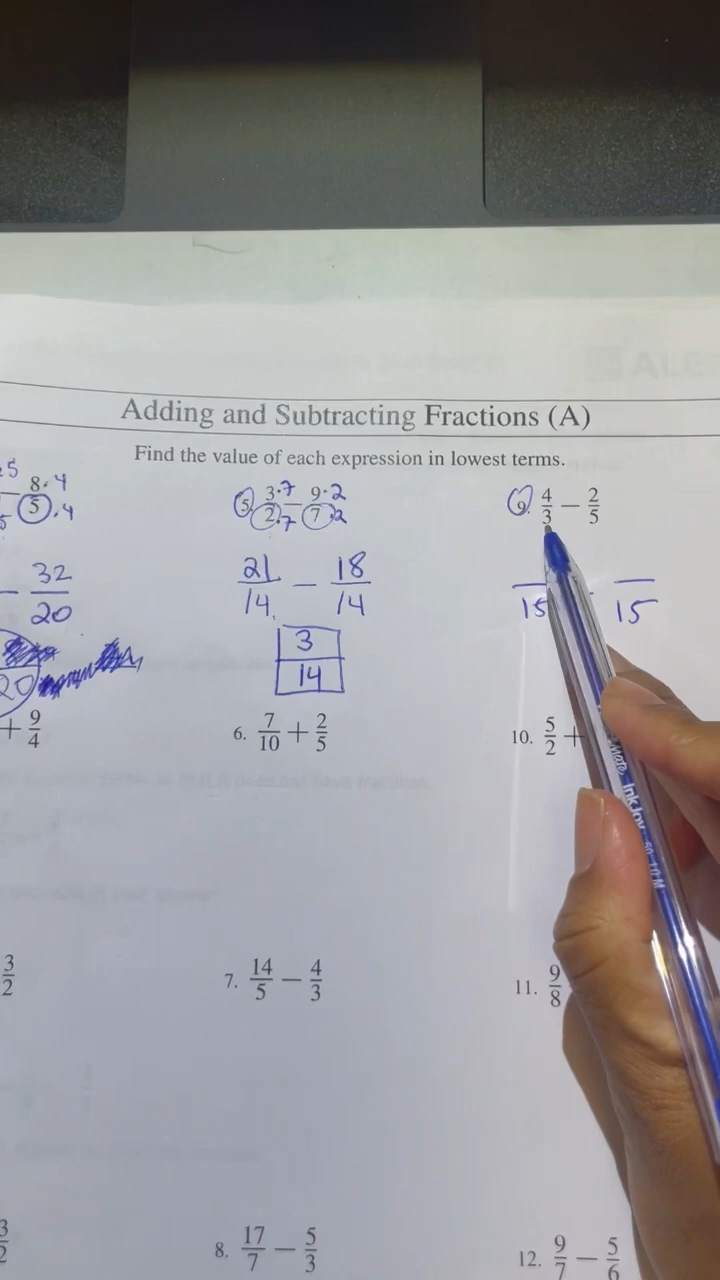 Adding and Subtracting Fractions (A)
Find the value of each expression in lowest terms.
8·4
5·4
32
20
20
+ 9/4
3/2
5. 3·7/2·7 − 9·2/7·2
21/14 − 18/14
3/14
6. 7/10 + 2/5
7. 14/5 − 4/3
8. 17/7 − 5/3
9. 4/3 − 2/5
15 15
10. 5/2 +
11. 9/8
12. 9/7 − 5/6
InkJoy